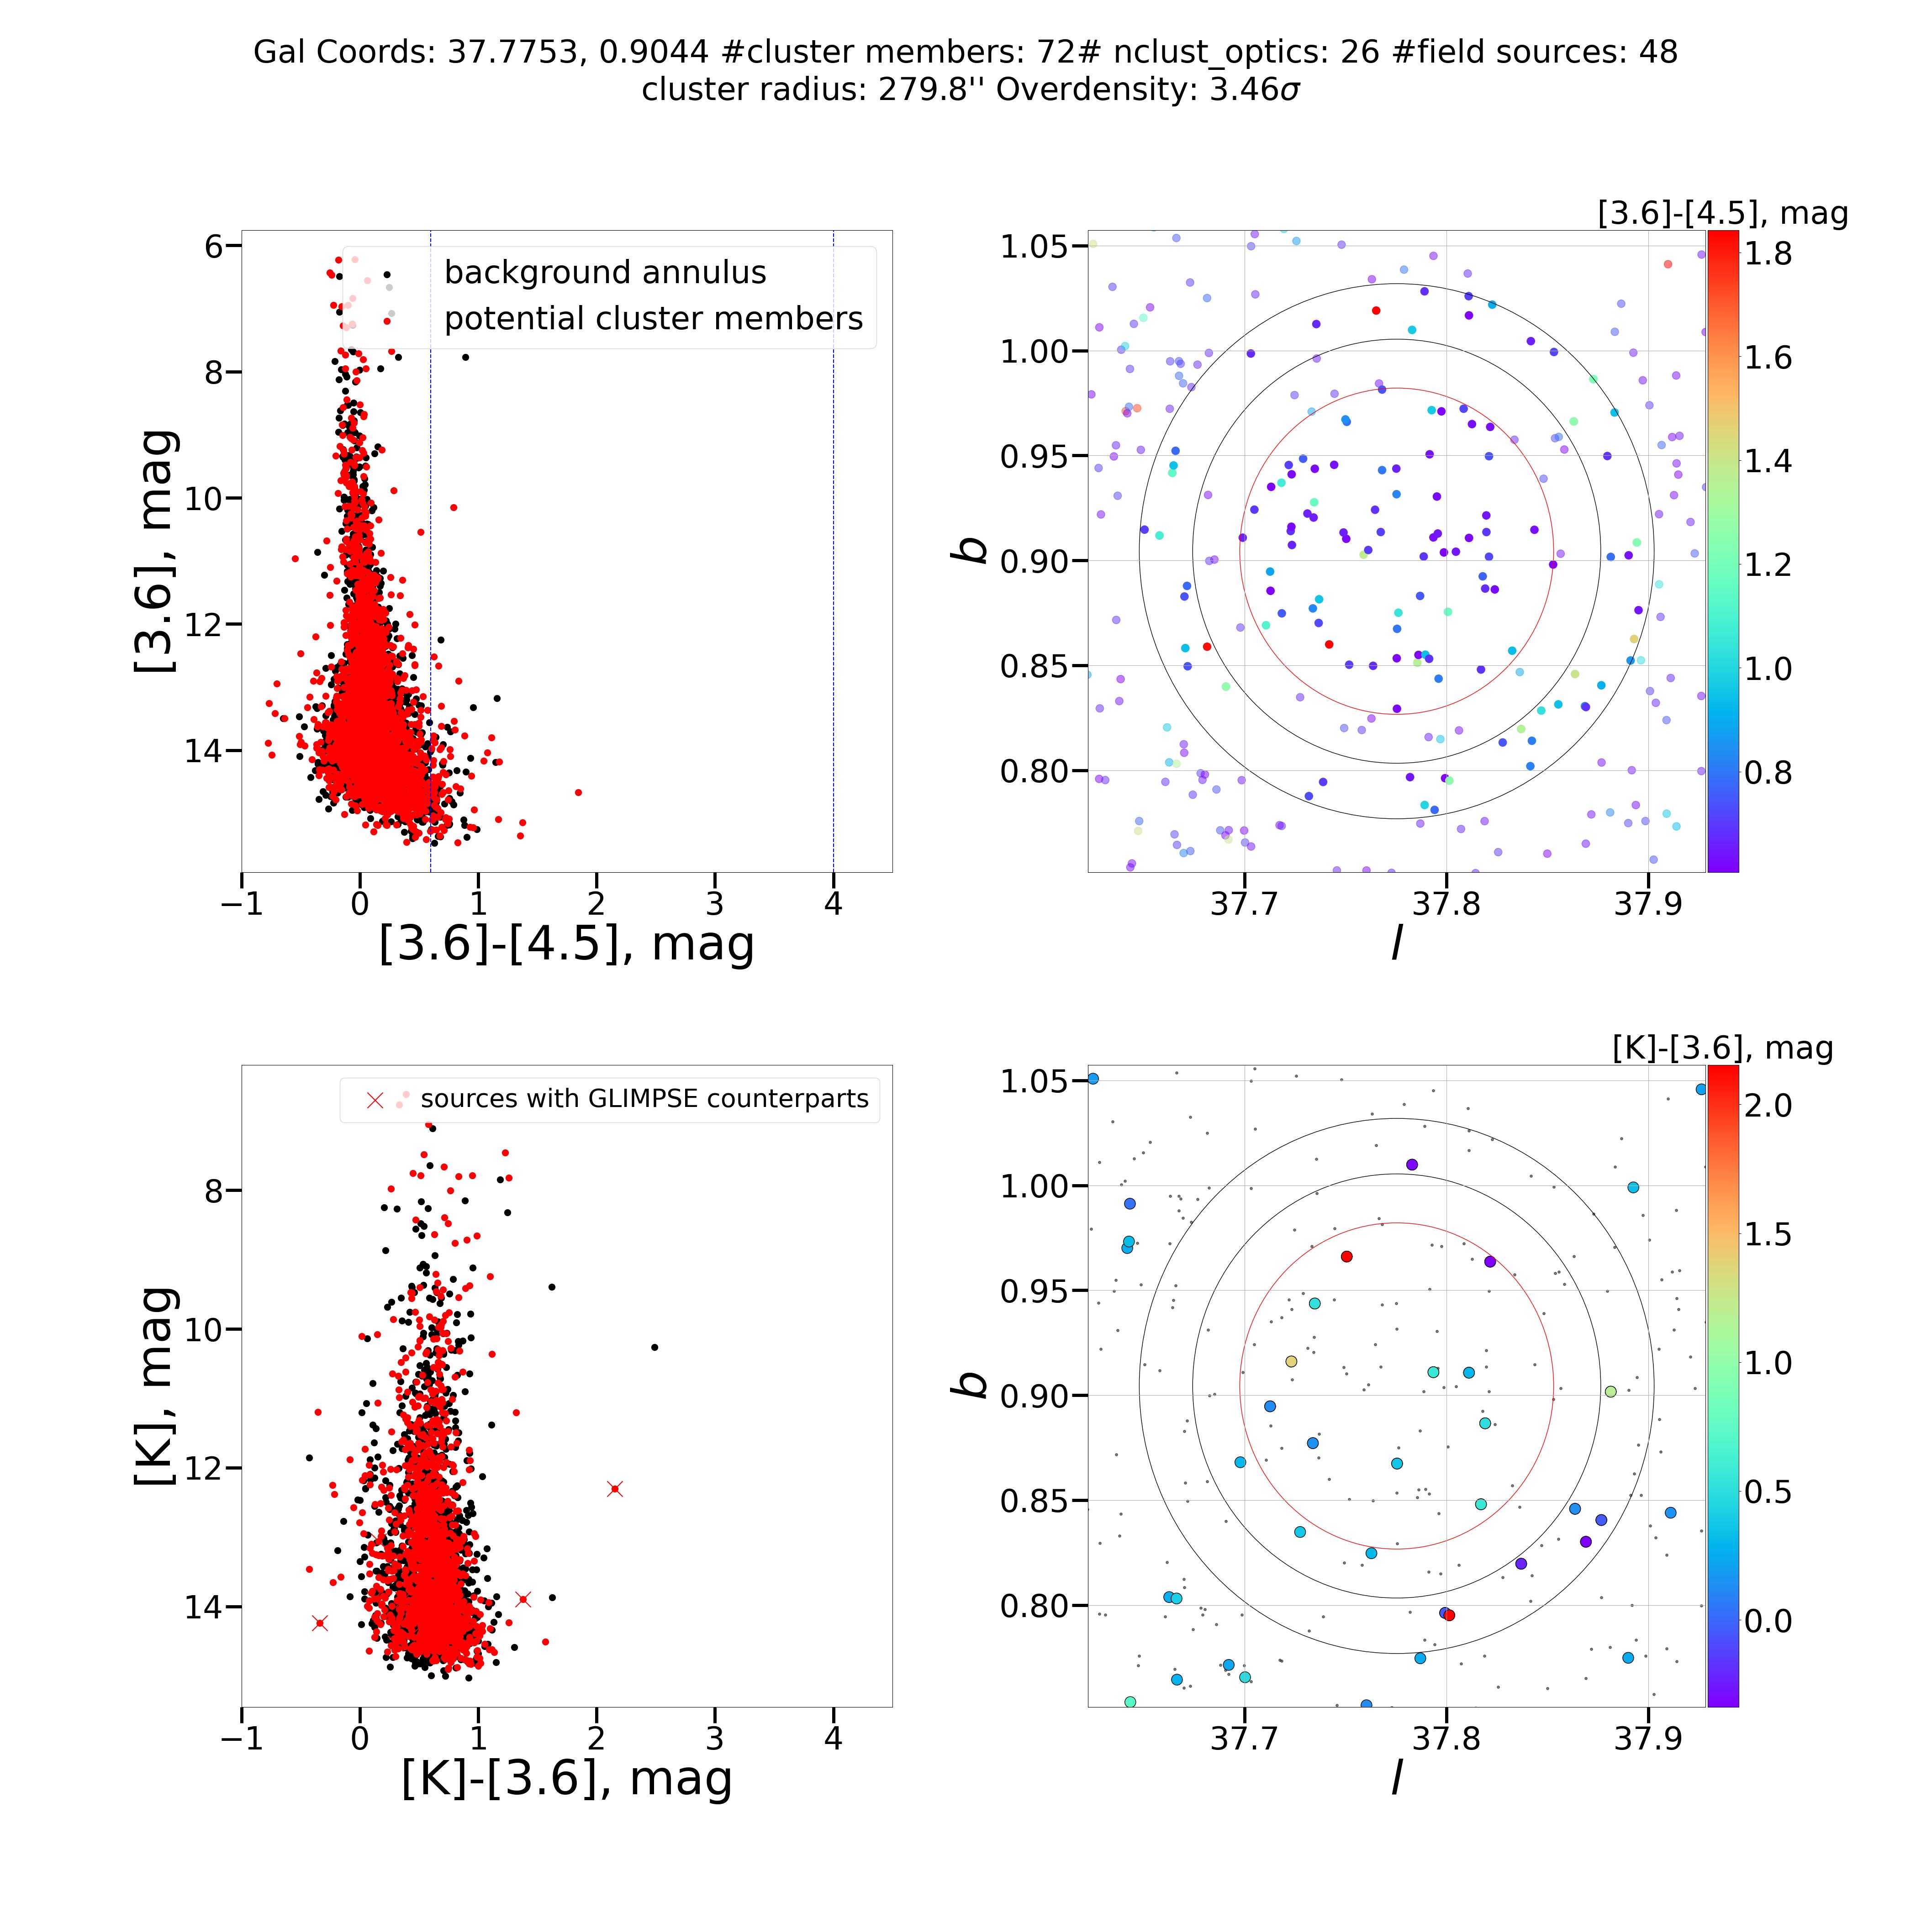 Gal Coords: 37.7753, 0.9044 #cluster members: 72# nclust_optics: 26 #field sources: 48
cluster radius: 279.8'' Overdensity: 3.46σ
background annulus
potential cluster members
6
8
10
12
14
[3.6], mag
−1 0 1 2 3 4
[3.6]-[4.5], mag
[3.6]-[4.5], mag
1.05
1.00
0.95
0.90
0.85
0.80
b
37.7 37.8 37.9
l
1.8
1.6
1.4
1.2
1.0
0.8
sources with GLIMPSE counterparts
8
10
12
14
[K], mag
−1 0 1 2 3 4
[K]-[3.6], mag
[K]-[3.6], mag
1.05
1.00
0.95
0.90
0.85
0.80
b
37.7 37.8 37.9
l
2.0
1.5
1.0
0.5
0.0